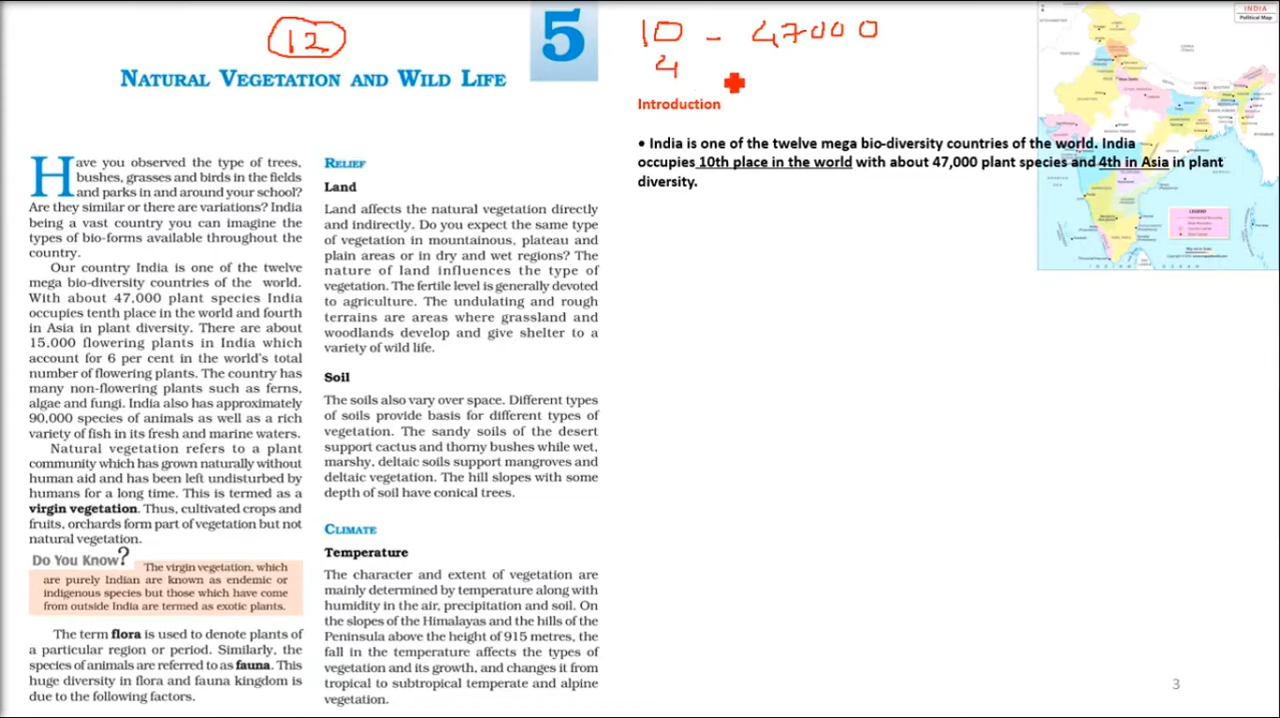 12
5
NATURAL VEGETATION AND WILD LIFE
Have you observed the type of trees,
bushes, grasses and birds in the fields
and parks in and around your school?
Are they similar or there are variations? India
being a vast country you can imagine the
types of bio-forms available throughout the
country.
Our country India is one of the twelve
mega bio-diversity countries of the world.
With about 47,000 plant species India
occupies tenth place in the world and fourth
in Asia in plant diversity. There are about
15,000 flowering plants in India which
account for 6 per cent in the world's total
number of flowering plants. The country has
many non-flowering plants such as ferns,
algae and fungi. India also has approximately
90,000 species of animals as well as a rich
variety of fish in its fresh and marine waters.
Natural vegetation refers to a plant
community which has grown naturally without
human aid and has been left undisturbed by
humans for a long time. This is termed as a
virgin vegetation. Thus, cultivated crops and
fruits, orchards form part of vegetation but not
natural vegetation.
Do You Know?
The virgin vegetation, which
are purely Indian are known as endemic or
indigenous species but those which have come
from outside India are termed as exotic plants.
The term flora is used to denote plants of
a particular region or period. Similarly, the
species of animals are referred to as fauna. This
huge diversity in flora and fauna kingdom is
due to the following factors.
RELIEF
Land
Land affects the natural vegetation directly
and indirectly. Do you expect the same type
of vegetation in mountainous, plateau and
plain areas or in dry and wet regions? The
nature of land influences the type of
vegetation. The fertile level is generally devoted
to agriculture. The undulating and rough
terrains are areas where grassland and
woodlands develop and give shelter to a
variety of wild life.
Soil
The soils also vary over space. Different types
of soils provide basis for different types of
vegetation. The sandy soils of the desert
support cactus and thorny bushes while wet,
marshy, deltaic soils support mangroves and
deltaic vegetation. The hill slopes with some
depth of soil have conical trees.
CLIMATE
Temperature
The character and extent of vegetation are
mainly determined by temperature along with
humidity in the air, precipitation and soil. On
the slopes of the Himalayas and the hills of the
Peninsula above the height of 915 metres, the
fall in the temperature affects the types of
vegetation and its growth, and changes it from
tropical to subtropical temperate and alpine
vegetation.
10 - 47000
4
Introduction
• India is one of the twelve mega bio-diversity countries of the world. India
occupies 10th place in the world with about 47,000 plant species and 4th in Asia in plant
diversity.
INDIA
Political Map
LEGEND
INDIAN OCEAN
3